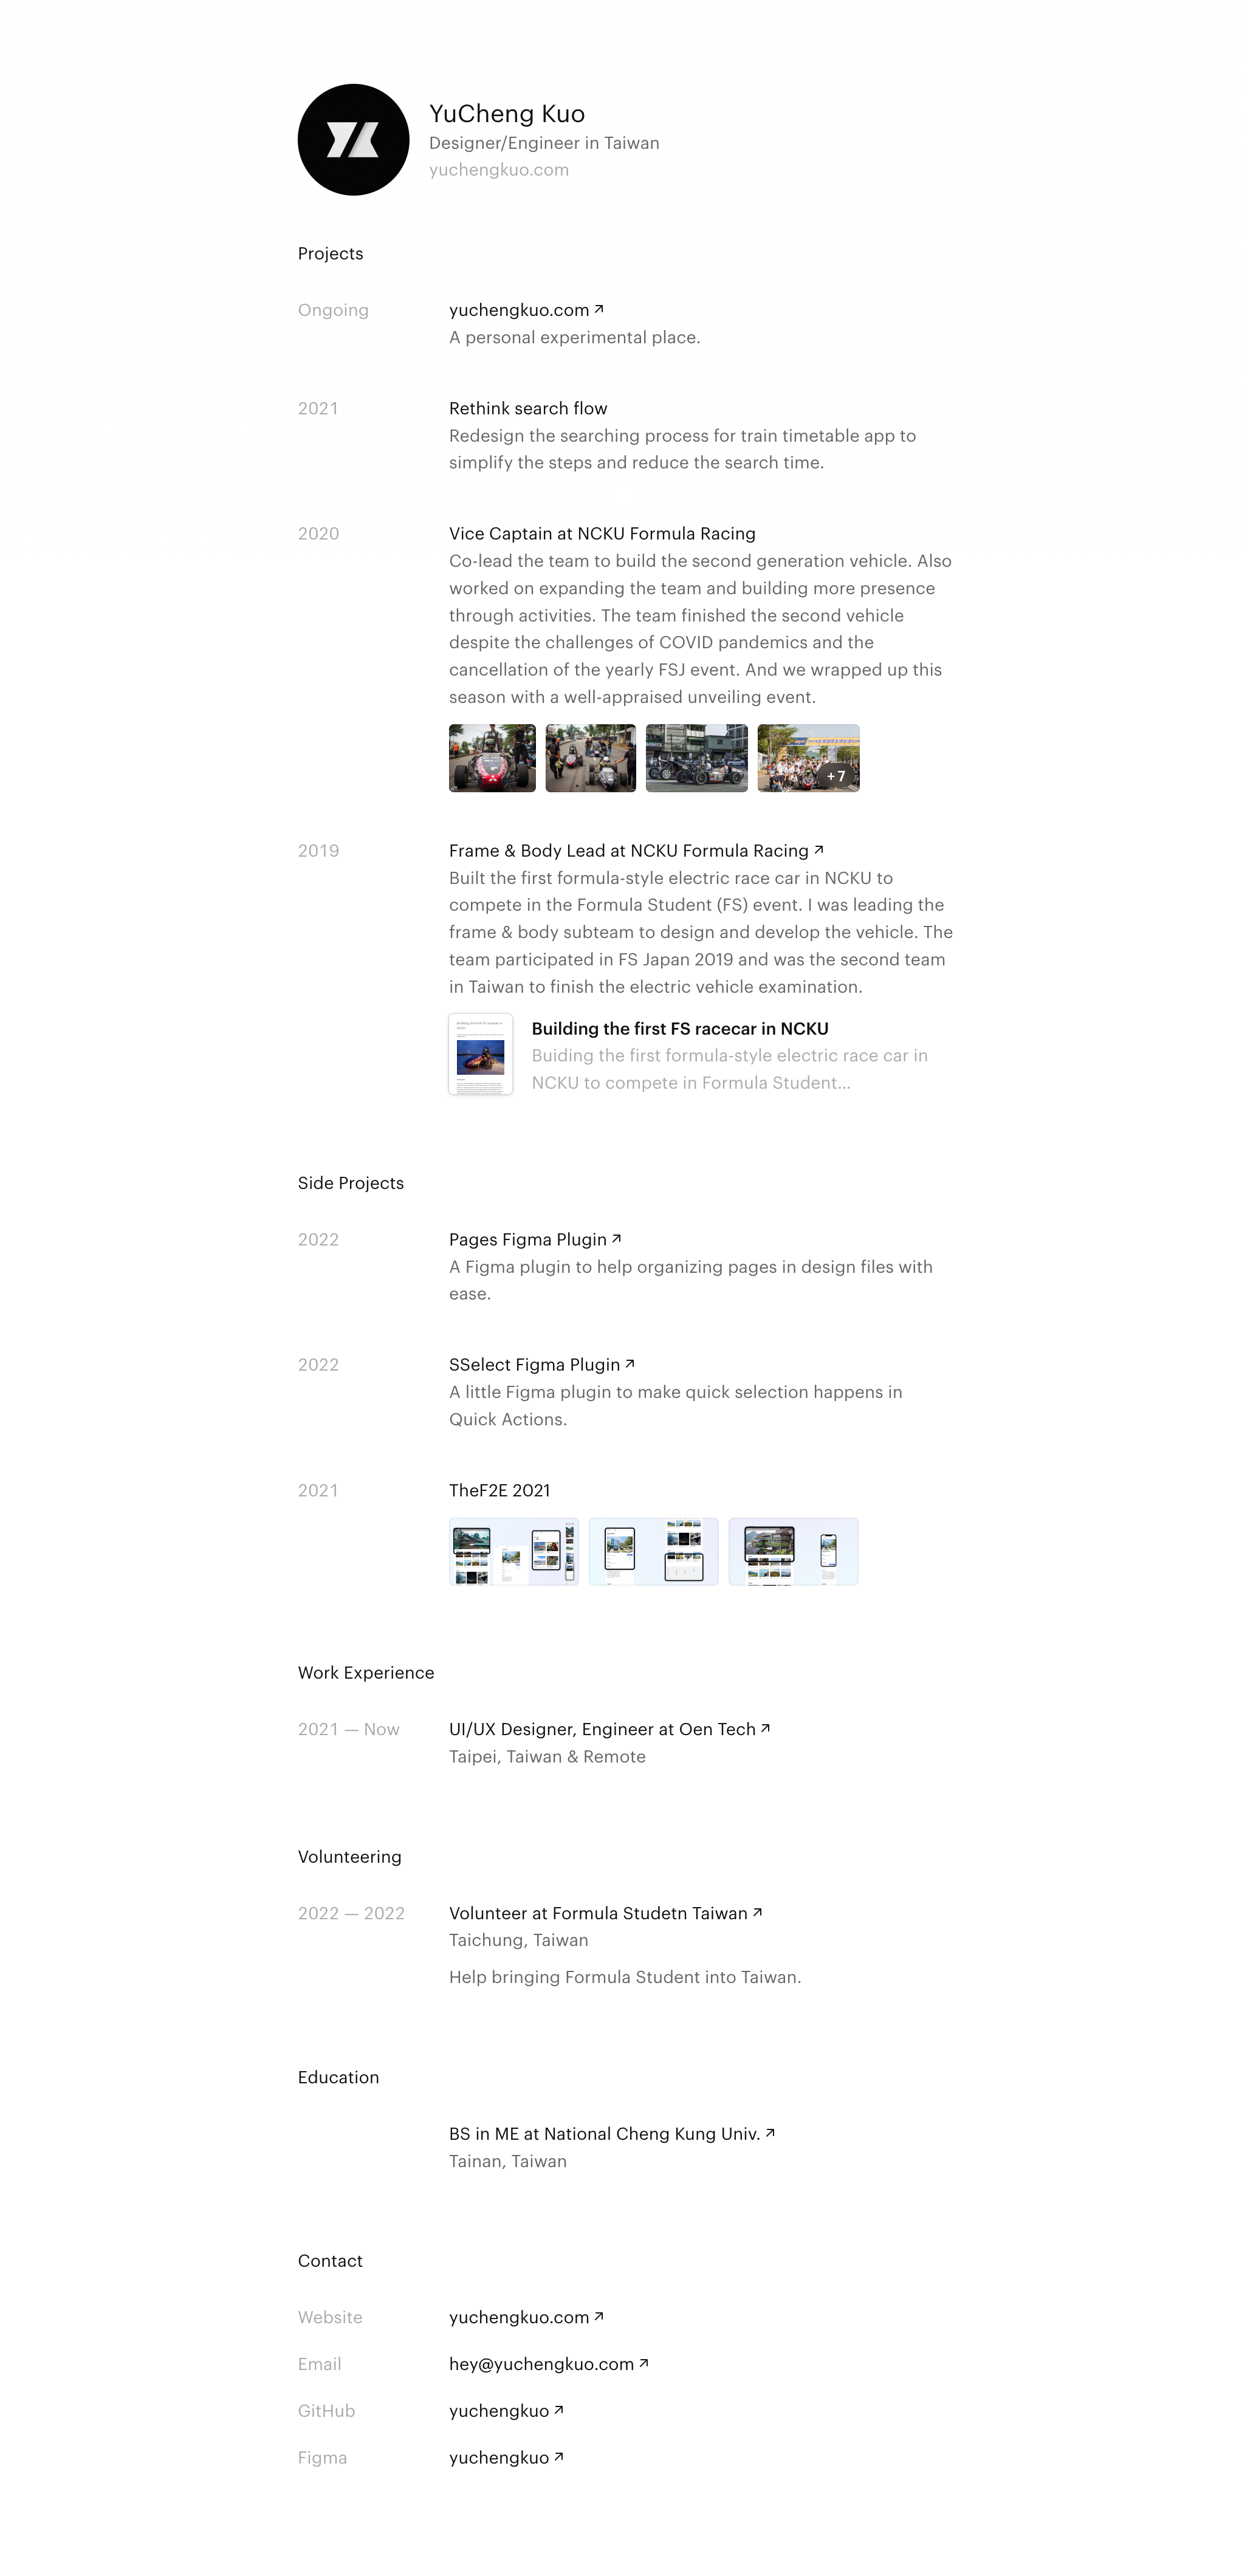 YuCheng Kuo
Designer/Engineer in Taiwan
yuchengkuo.com
Projects
Ongoing
yuchengkuo.com ↗
A personal experimental place.
2021
Rethink search flow
Redesign the searching process for train timetable app to
simplify the steps and reduce the search time.
2020
Vice Captain at NCKU Formula Racing
Co-lead the team to build the second generation vehicle. Also
worked on expanding the team and building more presence
through activities. The team finished the second vehicle
despite the challenges of COVID pandemics and the
cancellation of the yearly FSJ event. And we wrapped up this
season with a well-appraised unveiling event.
+7
2019
Frame & Body Lead at NCKU Formula Racing ↗
Built the first formula-style electric race car in NCKU to
compete in the Formula Student (FS) event. I was leading the
frame & body subteam to design and develop the vehicle. The
team participated in FS Japan 2019 and was the second team
in Taiwan to finish the electric vehicle examination.
Building the first FS racecar in NCKU
Buiding the first formula-style electric race car in
NCKU to compete in Formula Student...
Side Projects
2022
Pages Figma Plugin ↗
A Figma plugin to help organizing pages in design files with
ease.
2022
SSelect Figma Plugin ↗
A little Figma plugin to make quick selection happens in
Quick Actions.
2021
TheF2E 2021
Work Experience
2021 — Now
UI/UX Designer, Engineer at Oen Tech ↗
Taipei, Taiwan & Remote
Volunteering
2022 — 2022
Volunteer at Formula Studetn Taiwan ↗
Taichung, Taiwan
Help bringing Formula Student into Taiwan.
Education
BS in ME at National Cheng Kung Univ. ↗
Tainan, Taiwan
Contact
Website
yuchengkuo.com ↗
Email
hey@yuchengkuo.com ↗
GitHub
yuchengkuo ↗
Figma
yuchengkuo ↗